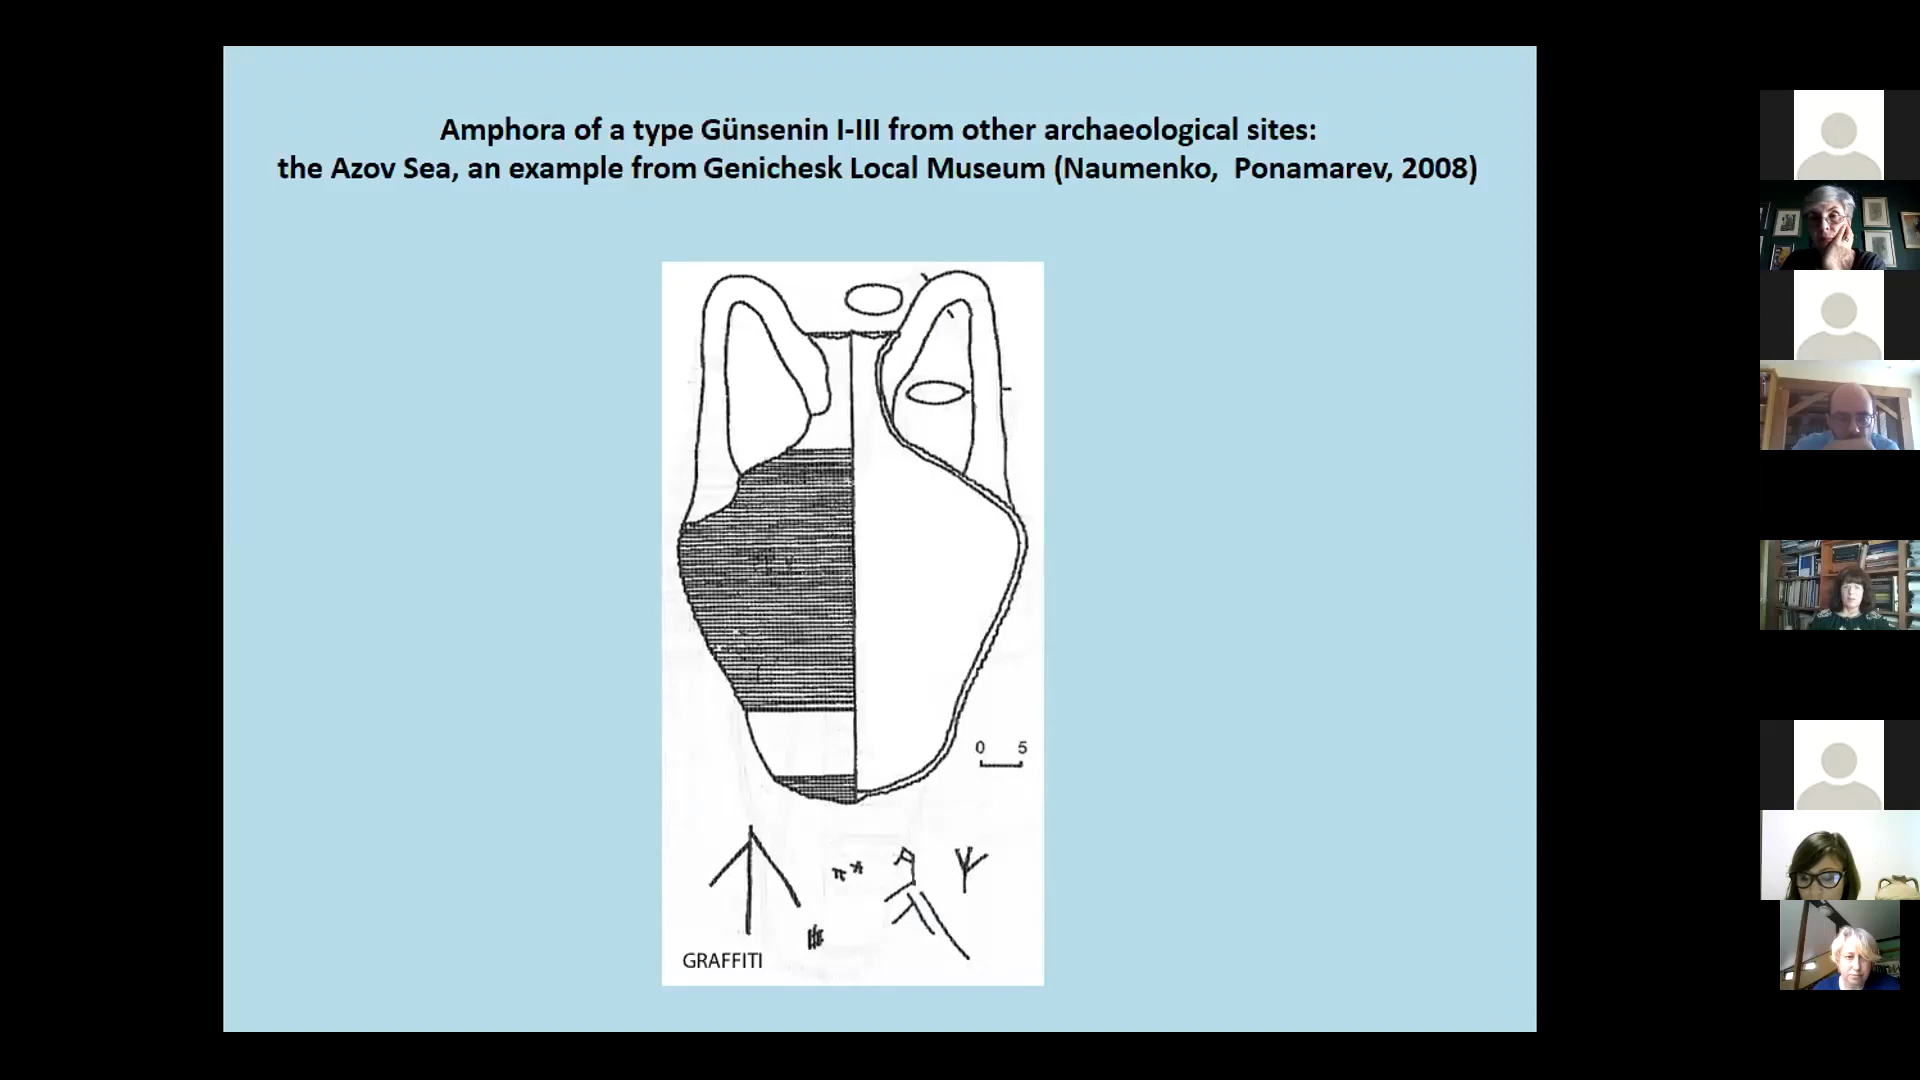 Amphora of a type Günsenin I-III from other archaeological sites:
the Azov Sea, an example from Genichesk Local Museum (Naumenko, Ponamarev, 2008)
0 5
GRAFFITI